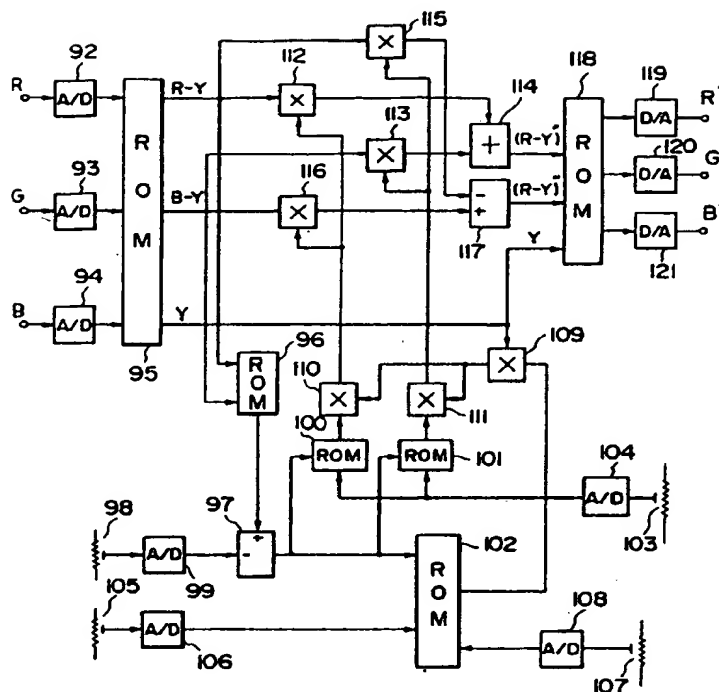 115
92
112
118
119
R
A/D
R-Y
×
×
114
D/A
R'
93
R O M
113
(R-Y)"
R O M
120
G
A/D
116
×
+
D/A
G'
B-Y
×
-
+
(R-Y)"
94
117
Y
B
A/D
Y
D/A
B'
121
95
96
109
R O M
110
×
×
×
111
100
ROM
ROM
101
104
A/D
98
97
102
103
A/D
+
-
105
99
R O M
108
A/D
A/D
106
107